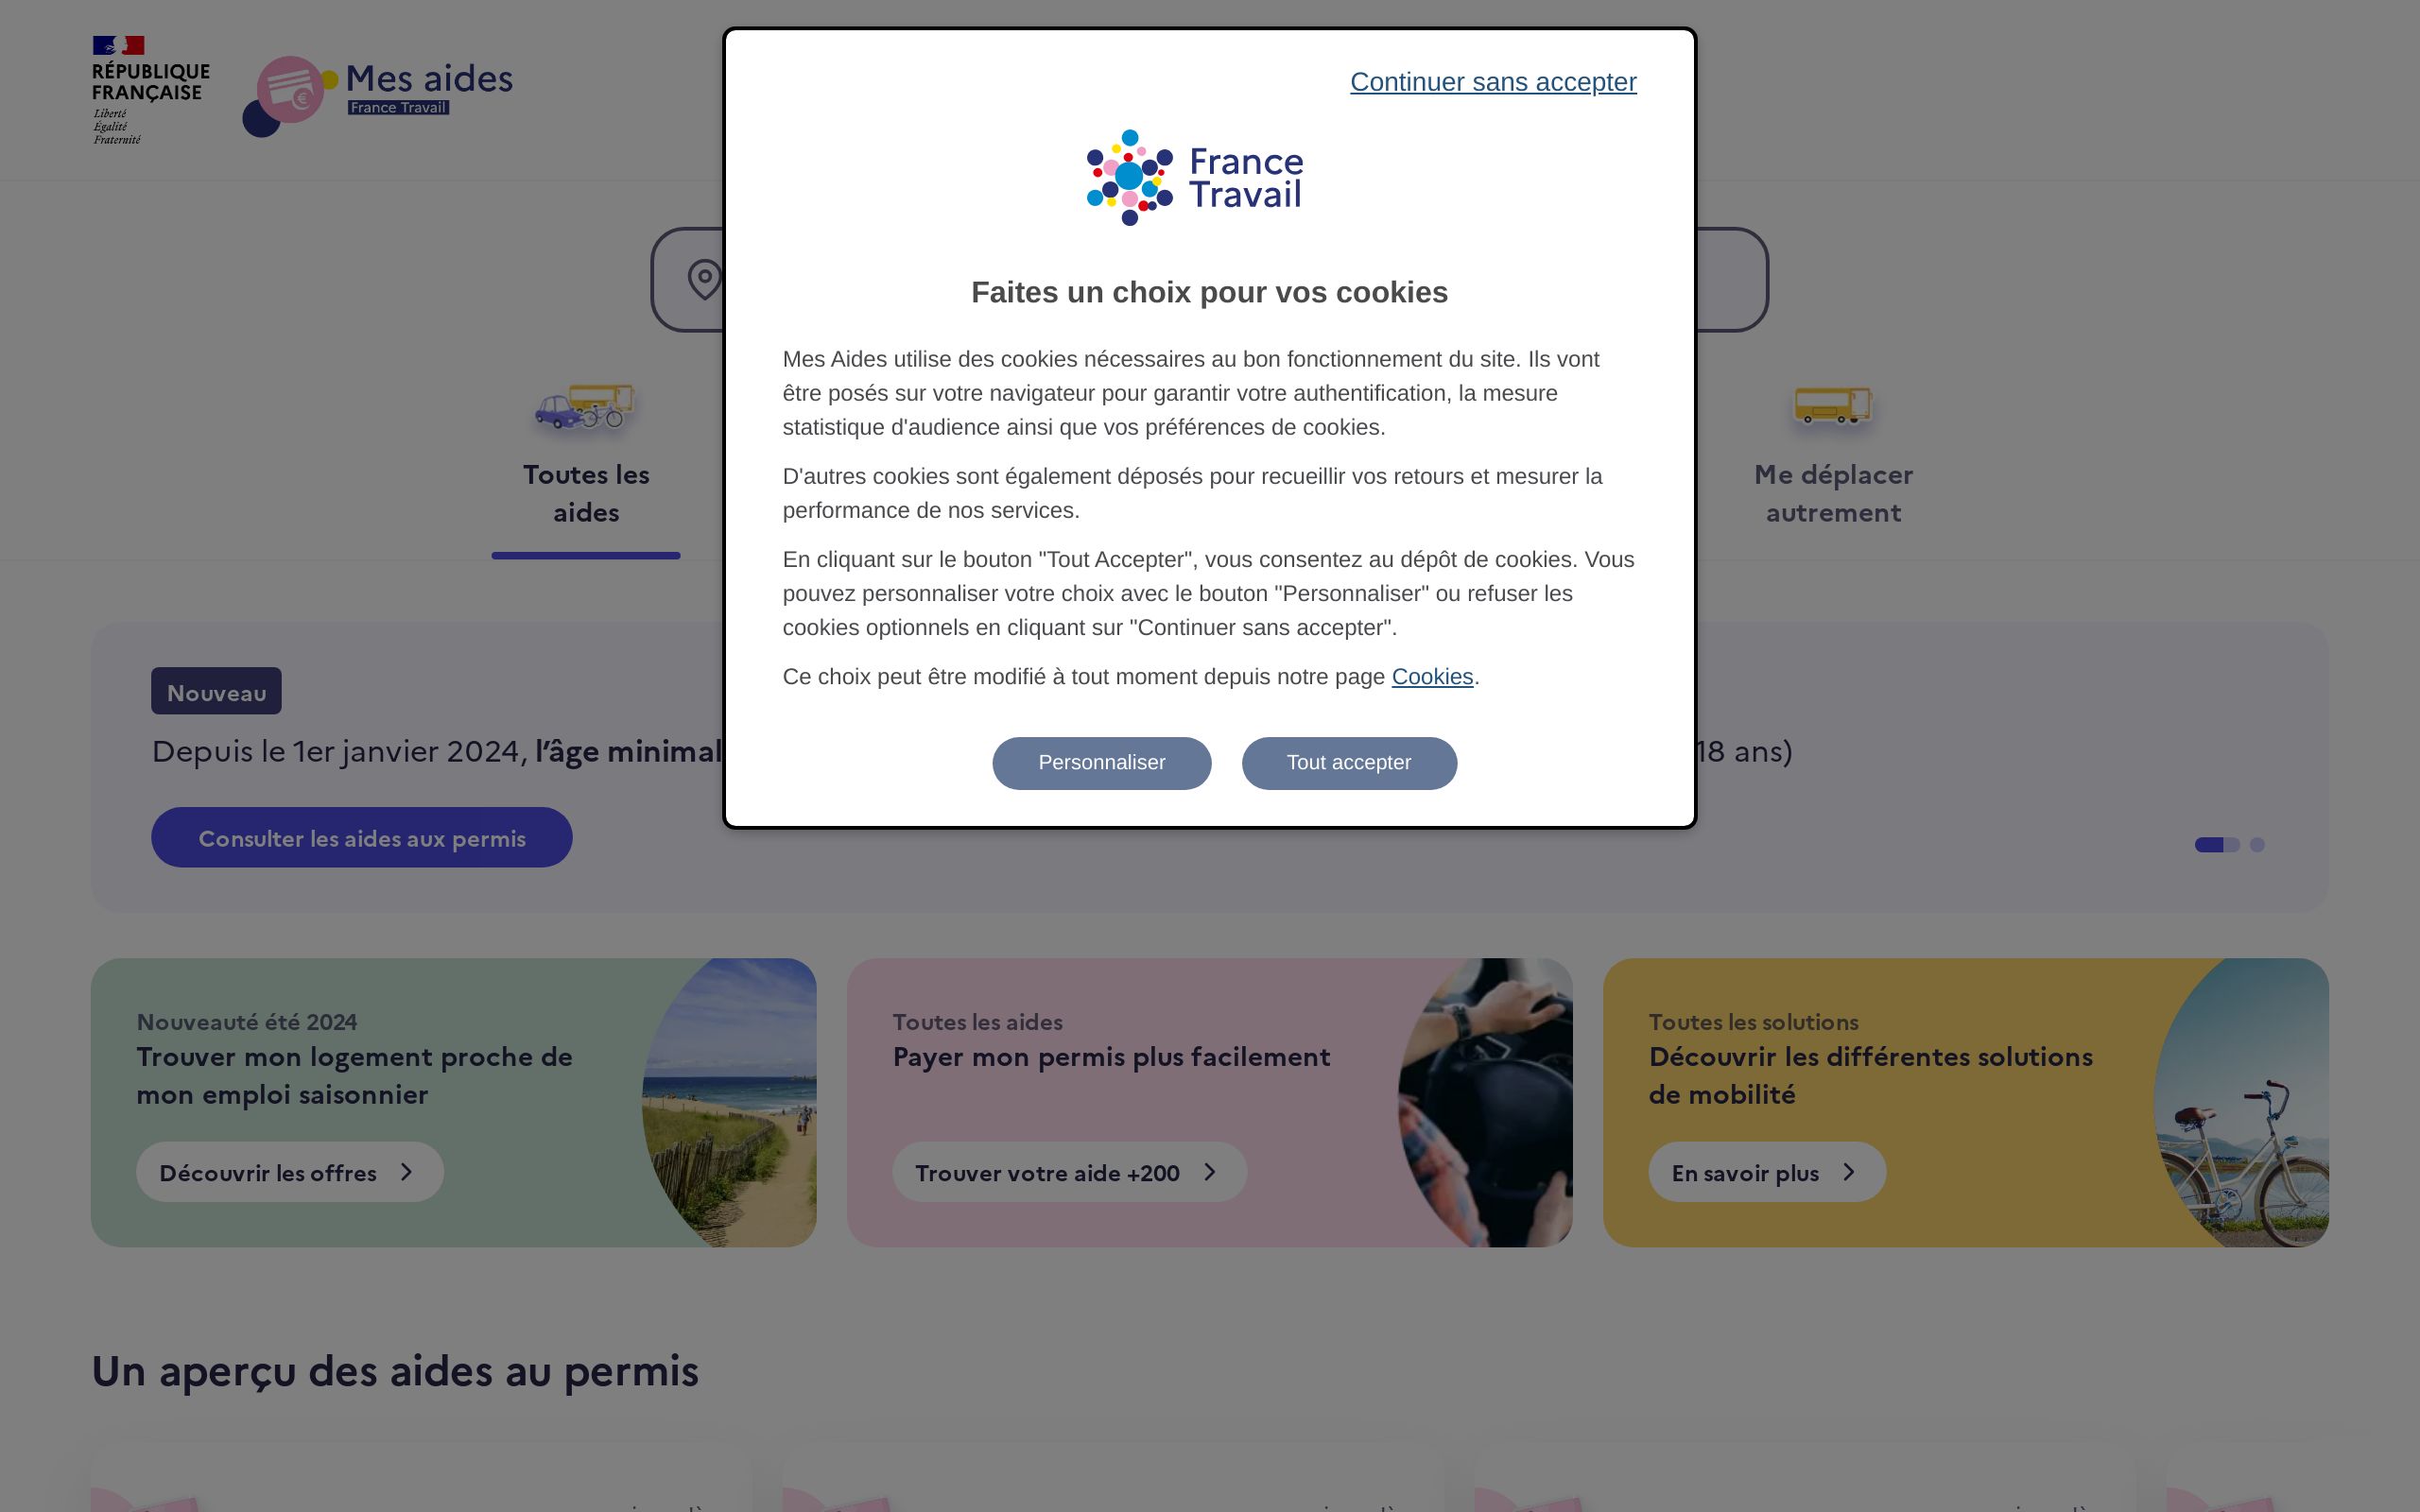 RÉPUBLIQUE
FRANÇAISE
Liberté
Égalité
Fraternité
Mes aides
France Travail
Continuer sans accepter
France
Travail
Faites un choix pour vos cookies
Mes Aides utilise des cookies nécessaires au bon fonctionnement du site. Ils vont
être posés sur votre navigateur pour garantir votre authentification, la mesure
statistique d'audience ainsi que vos préférences de cookies.
D'autres cookies sont également déposés pour recueillir vos retours et mesurer la
performance de nos services.
En cliquant sur le bouton "Tout Accepter", vous consentez au dépôt de cookies. Vous
pouvez personnaliser votre choix avec le bouton "Personnaliser" ou refuser les
cookies optionnels en cliquant sur "Continuer sans accepter".
Ce choix peut être modifié à tout moment depuis notre page Cookies.
Personnaliser
Tout accepter
Toutes les
aides
Me déplacer
autrement
Nouveau
Depuis le 1er janvier 2024, l'âge minimal
18 ans)
Consulter les aides aux permis
Nouveauté été 2024
Trouver mon logement proche de
mon emploi saisonnier
Découvrir les offres
Toutes les aides
Payer mon permis plus facilement
Trouver votre aide +200
Toutes les solutions
Découvrir les différentes solutions
de mobilité
En savoir plus
Un aperçu des aides au permis